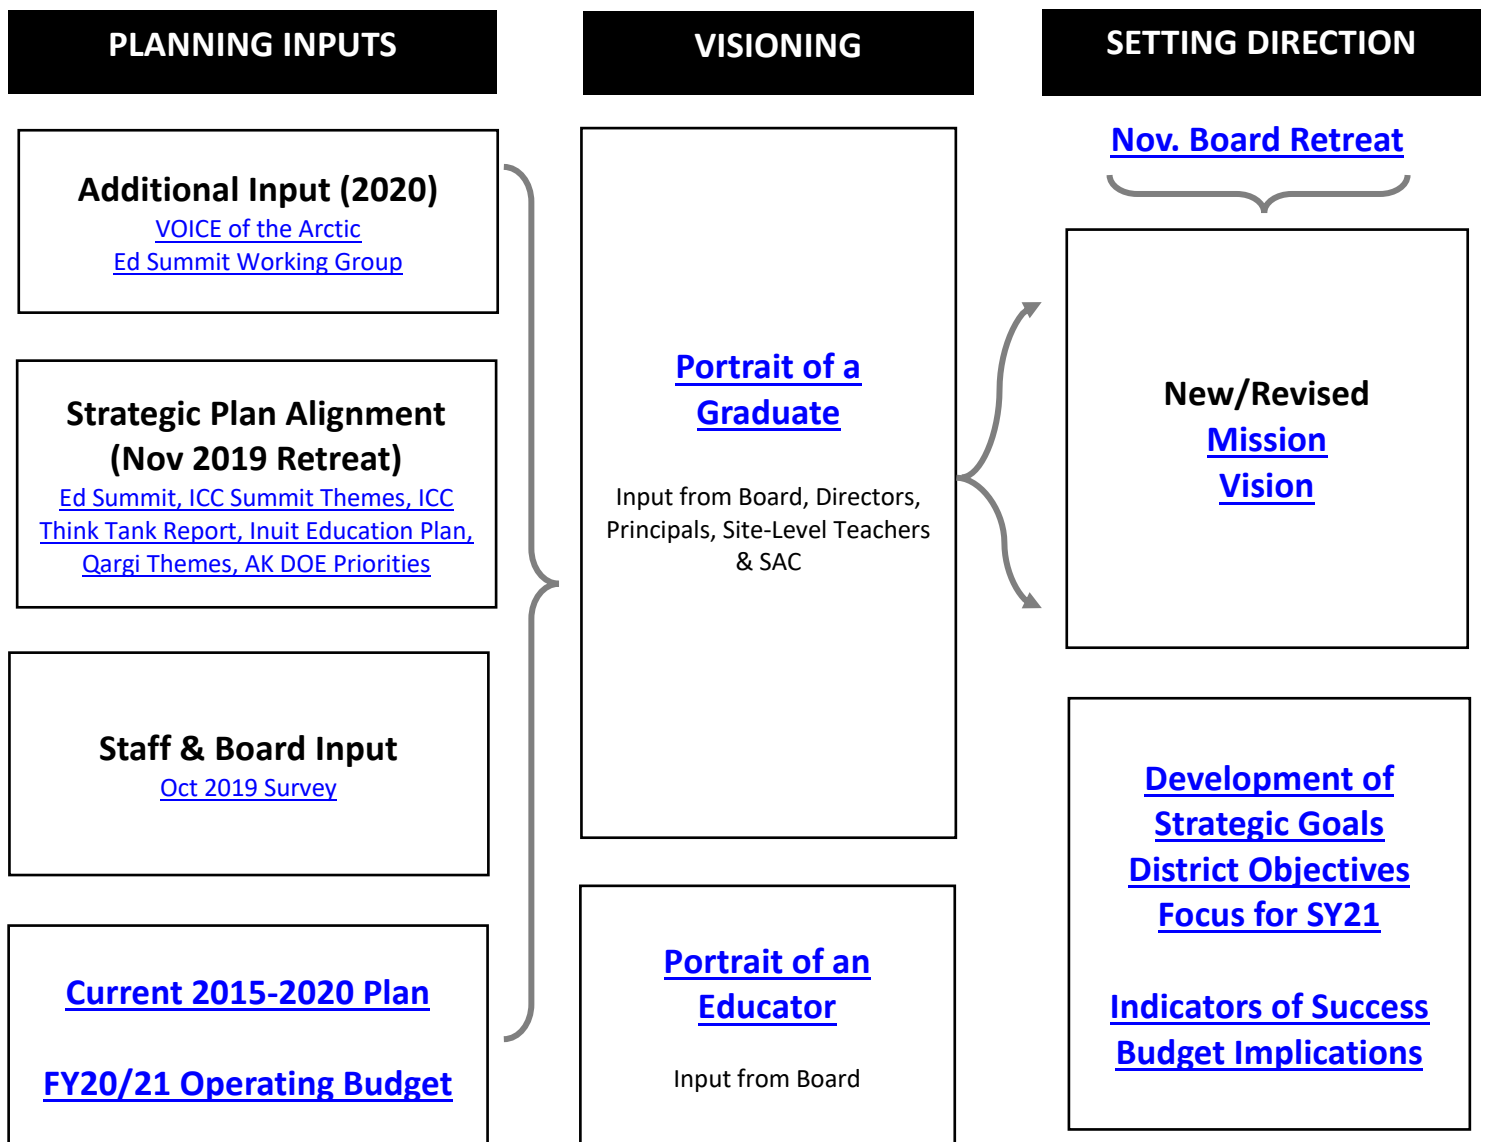 PLANNING INPUTS
Additional Input (2020)
VOICE of the Arctic
Ed Summit Working Group
Strategic Plan Alignment
(Nov 2019 Retreat)
Ed Summit, ICC Summit Themes, ICC
Think Tank Report, Inuit Education Plan,
Qargi Themes, AK DOE Priorities
Staff & Board Input
Oct 2019 Survey
Current 2015-2020 Plan
FY20/21 Operating Budget
VISIONING
Portrait of a
Graduate
Input from Board, Directors,
Principals, Site-Level Teachers
& SAC
Portrait of an
Educator
Input from Board
SETTING DIRECTION
Nov. Board Retreat
New/Revised
Mission
Vision
Development of
Strategic Goals
District Objectives
Focus for SY21
Indicators of Success
Budget Implications